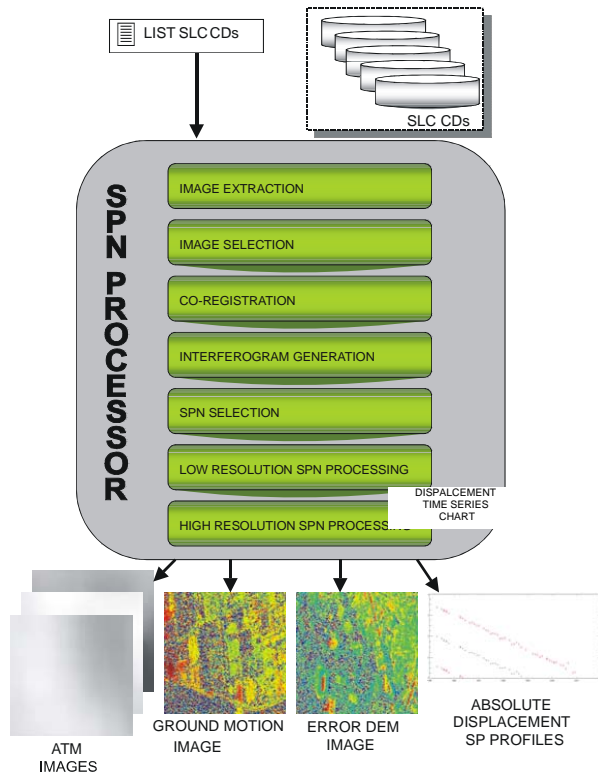 LIST SLC CDs
SLC CDs
SPN PROCESSOR
IMAGE EXTRACTION
IMAGE SELECTION
CO-REGISTRATION
INTERFEROGRAM GENERATION
SPN SELECTION
LOW RESOLUTION SPN PROCESSING
DISPALCEMENT
TIME SERIES
CHART
HIGH RESOLUTION SPN PROCESSING
ATM
IMAGES
GROUND MOTION
IMAGE
ERROR DEM
IMAGE
ABSOLUTE
DISPLACEMENT
SP PROFILES